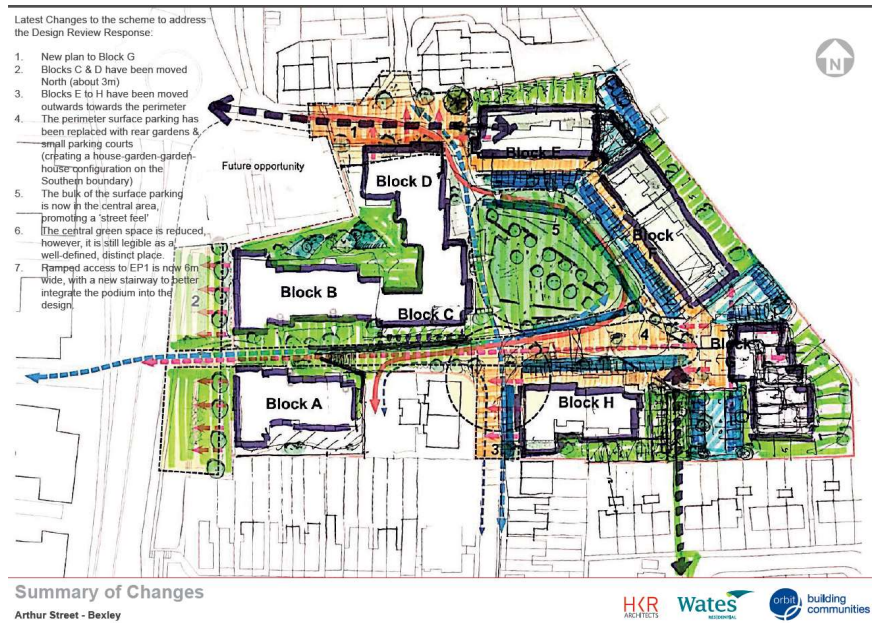 Latest Changes to the scheme to address
the Design Review Response:
1. New plan to Block G
2. Blocks C & D have been moved
North (about 3m)
3. Blocks E to H have been moved
outwards towards the perimeter
4. The perimeter surface parking has
been replaced with rear gardens &
small parking courts
(creating a house-garden-garden-
house configuration on the
Southern boundary)
5. The bulk of the surface parking
is now in the central area,
promoting a 'street feel'
6. The central green space is reduced,
however, it is still legible as a
well-defined, distinct place.
7. Ramped access to EP1 is now 6m
wide, with a new stairway to better
integrate the podium into the
design.
N
1
Block E
Future opportunity
Block D
5
Block F
2
Block B
Block C
4
Block
Block A
Block H
3
Summary of Changes
Arthur Street - Bexley
HKR
ARCHITECTS
Wates
RESIDENTIAL
orbit
building
communities